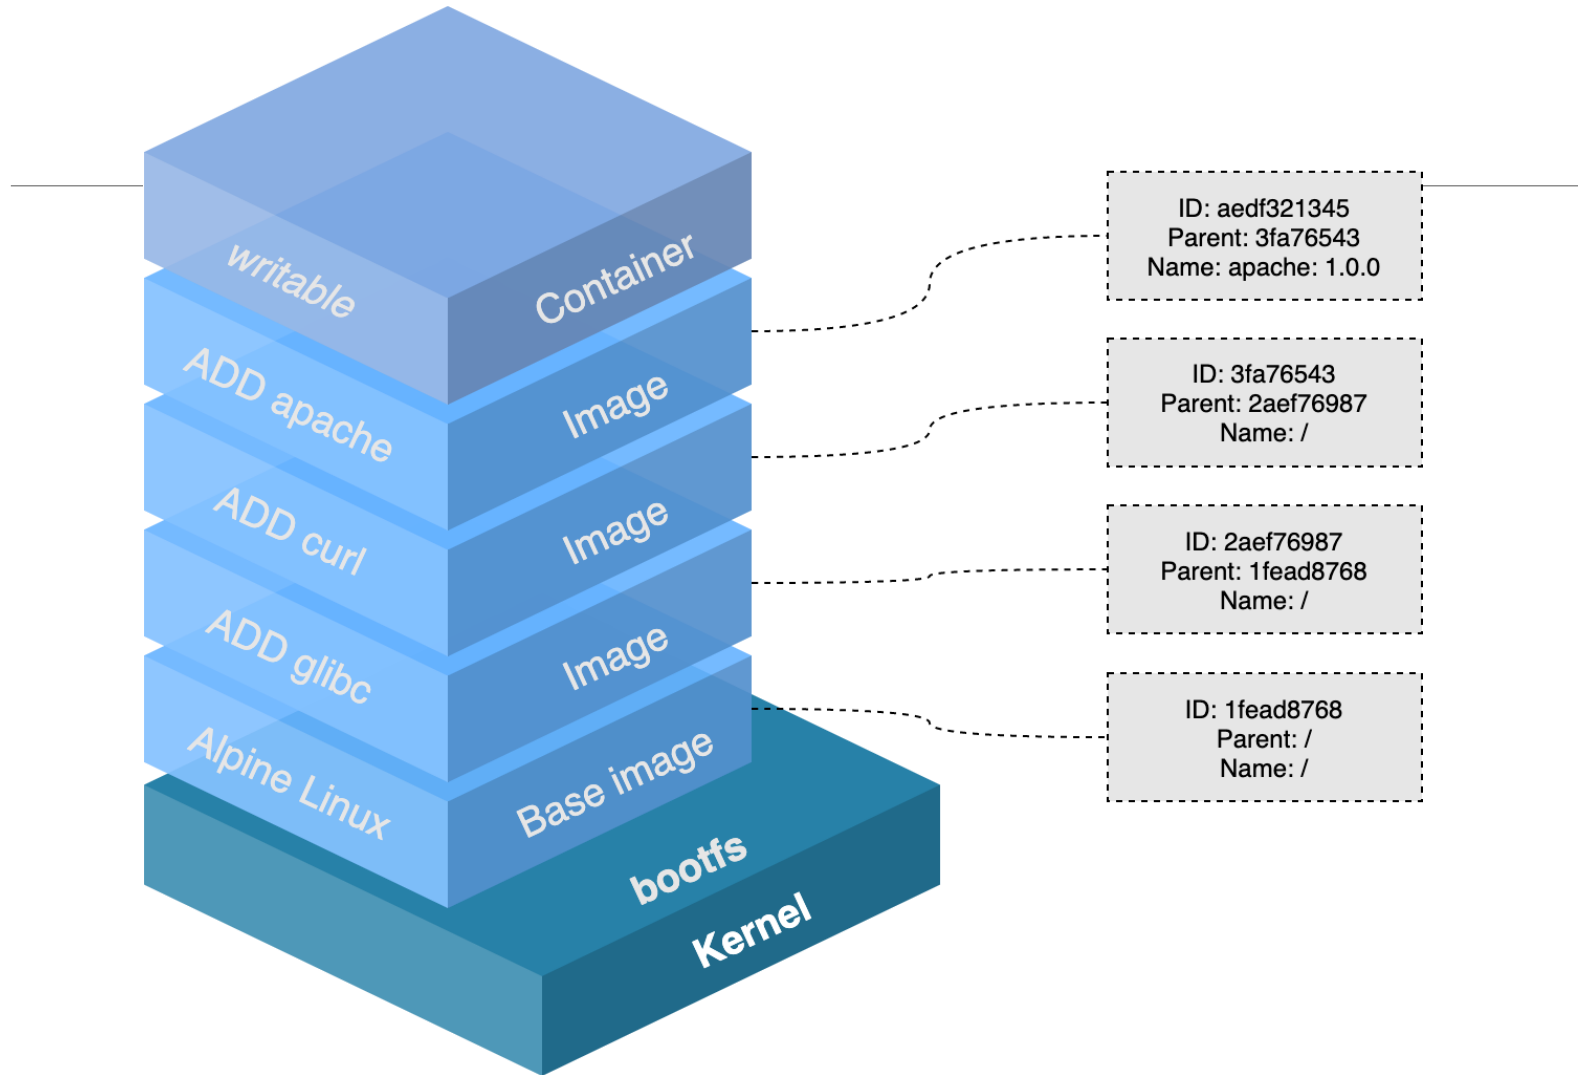 writable
Container
ADD apache
Image
ADD curl
Image
ADD glibc
Image
Alpine Linux
Base image
bootfs
Kernel
ID: aedf321345
Parent: 3fa76543
Name: apache: 1.0.0
ID: 3fa76543
Parent: 2aef76987
Name: /
ID: 2aef76987
Parent: 1fead8768
Name: /
ID: 1fead8768
Parent: /
Name: /